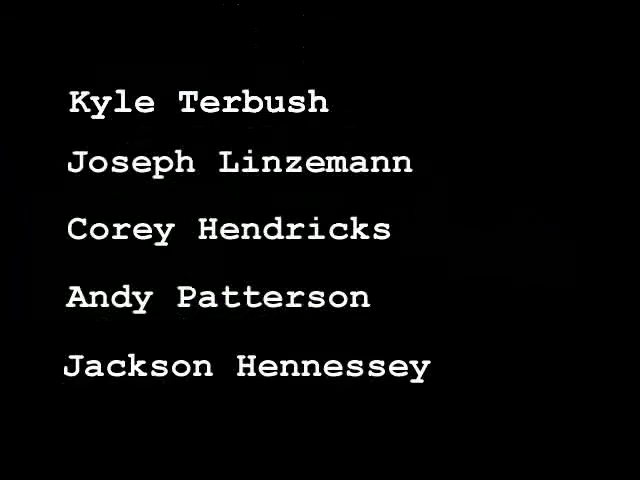 Kyle Terbush
Joseph Linzemann
Corey Hendricks
Andy Patterson
Jackson Hennessey